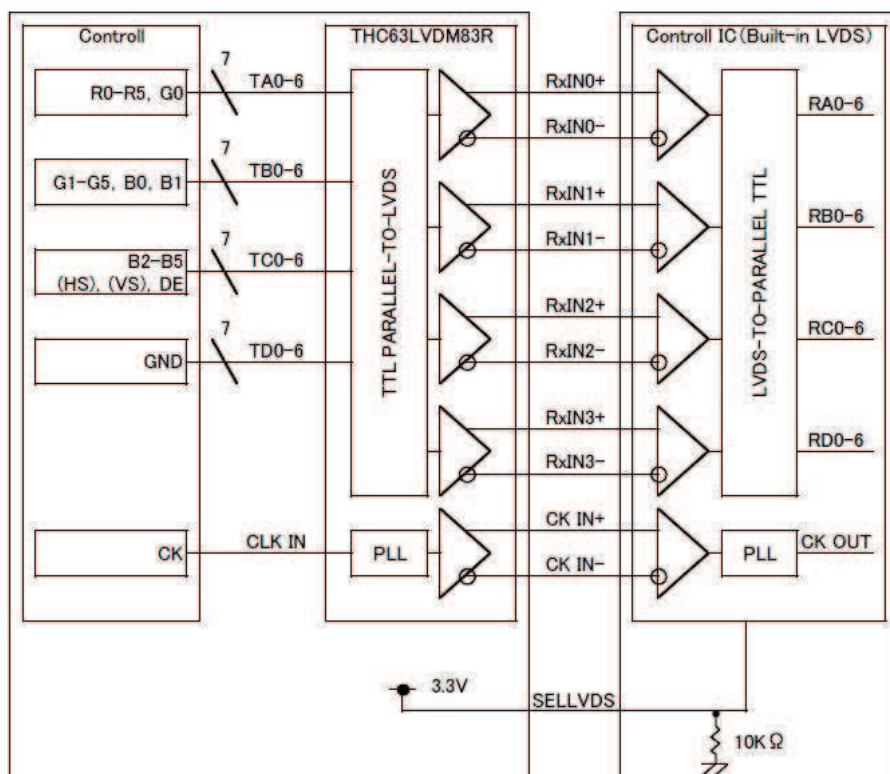 Controll
THC63LVDM83R
Controll IC(Built-in LVDS)
R0-R5, G0
7
TA0-6
RxIN0+
RxIN0-
RA0-6
G1-G5, B0, B1
7
TB0-6
RxIN1+
RxIN1-
RB0-6
B2-B5
(HS), (VS), DE
7
TC0-6
RxIN2+
RxIN2-
RC0-6
GND
7
TD0-6
RxIN3+
RxIN3-
RD0-6
TTL PARALLEL-TO-LVDS
LVDS-TO-PARALLEL TTL
CK
CLK IN
PLL
CK IN+
CK IN-
PLL
CK OUT
3.3V
SELLVDS
10KΩ